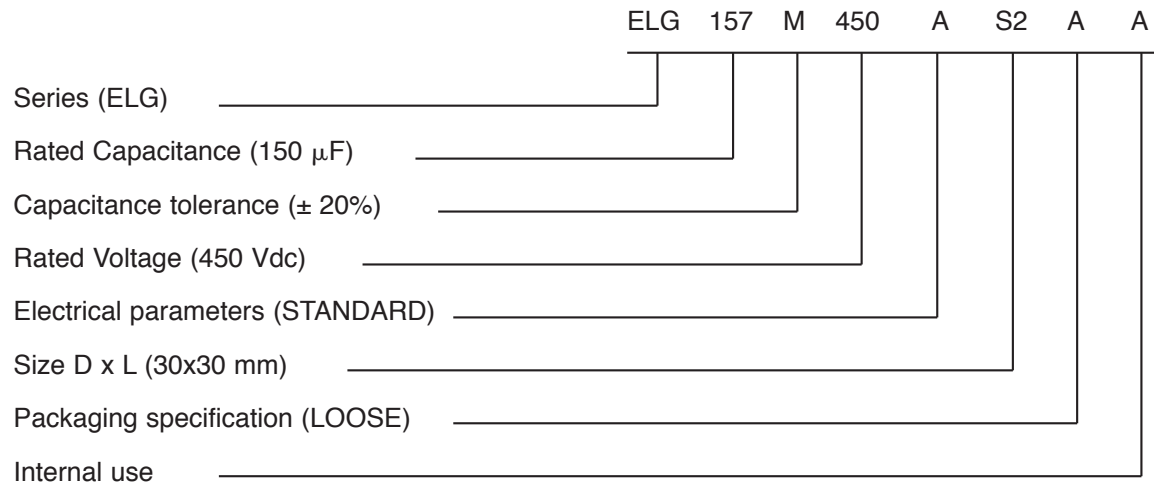 ELG 157 M 450 A S2 A A
Series (ELG)
Rated Capacitance (150 μF)
Capacitance tolerance (± 20%)
Rated Voltage (450 Vdc)
Electrical parameters (STANDARD)
Size D x L (30x30 mm)
Packaging specification (LOOSE)
Internal use